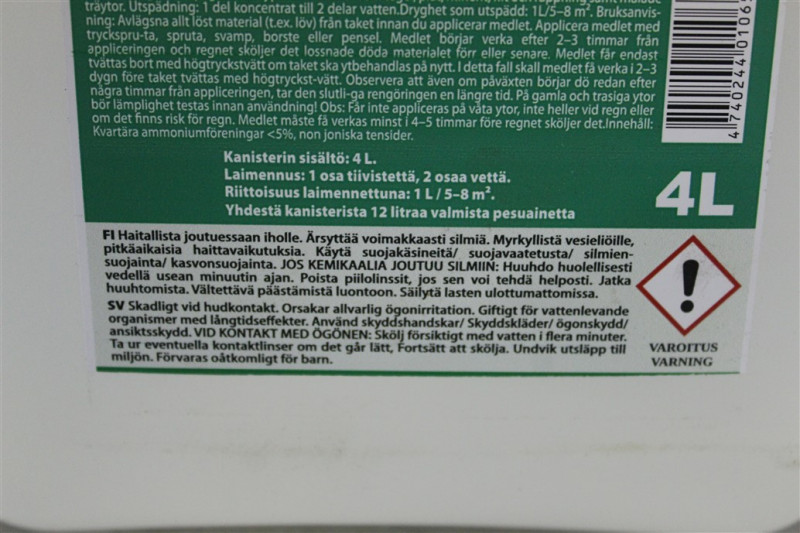 träytor. Utspädning: 1 del koncentrat till 2 delar vatten.Dryghet som utspädd: 1L/5–8 m². Bruksanvis-
ning: Avlägsna allt löst material (t.ex. löv) från taket innan du applicerar medlet. Applicera medlet med
tryckspruta, spruta, svamp, borste eller pensel. Medlet börjar verka efter 2–3 timmar från
appliceringen och regnet sköljer det lossnade döda materialet förr eller senare. Medlet får endast
tvättas bort med högtryckstvätt om taket ska ytbehandlas på nytt. I detta fall skall medlet få verka i 2–3
dygn före taket tvättas med högtryckst-vätt. Observera att även om påväxten börjar dö redan efter
några timmar från appliceringen, tar den slutli-ga rengöringen en längre tid. På gamla och trasiga ytor
bör lämplighet testas innan användning! Obs: Får inte appliceras på våta ytor, inte heller vid regn eller
om det finns risk för regn. Medlet måste få verkas minst i 4–5 timmar före regnet sköljer det.Innehåll:
Kvartära ammoniumföreningar <5%, non joniska tensider.
4 740244 01065
Kanisterin sisältö: 4 L.
Laimennus: 1 osa tiivistettä, 2 osaa vettä.
Riittoisuus laimennettuna: 1 L / 5–8 m².
Yhdestä kanisterista 12 litraa valmista pesuainetta
4L
FI Haitallista joutuessaan iholle. Ärsyttää voimakkaasti silmiä. Myrkyllistä vesieliöille,
pitkäaikaisia haittavaikutuksia. Käytä suojakäsineitä/ suojavaatetusta/ silmien-
suojainta/ kasvonsuojainta. JOS KEMIKAALIA JOUTUU SILMIIN: Huuhdo huolellisesti
vedellä usean minuutin ajan. Poista piilolinssit, jos sen voi tehdä helposti. Jatka
huuhtomista. Vältettävä päästämistä luontoon. Säilytä lasten ulottumattomissa.
SV Skadligt vid hudkontakt. Orsakar allvarlig ögonirritation. Giftigt för vattenlevande
organismer med långtidseffekter. Använd skyddshandskar/ Skyddskläder/ ögonskydd/
ansiktsskydd. VID KONTAKT MED ÖGONEN: Skölj försiktigt med vatten i flera minuter.
Ta ur eventuella kontaktlinser om det går lätt, Fortsätt att skölja. Undvik utsläpp till
miljön. Förvaras oåtkomligt för barn.
VAROITUS
VARNING